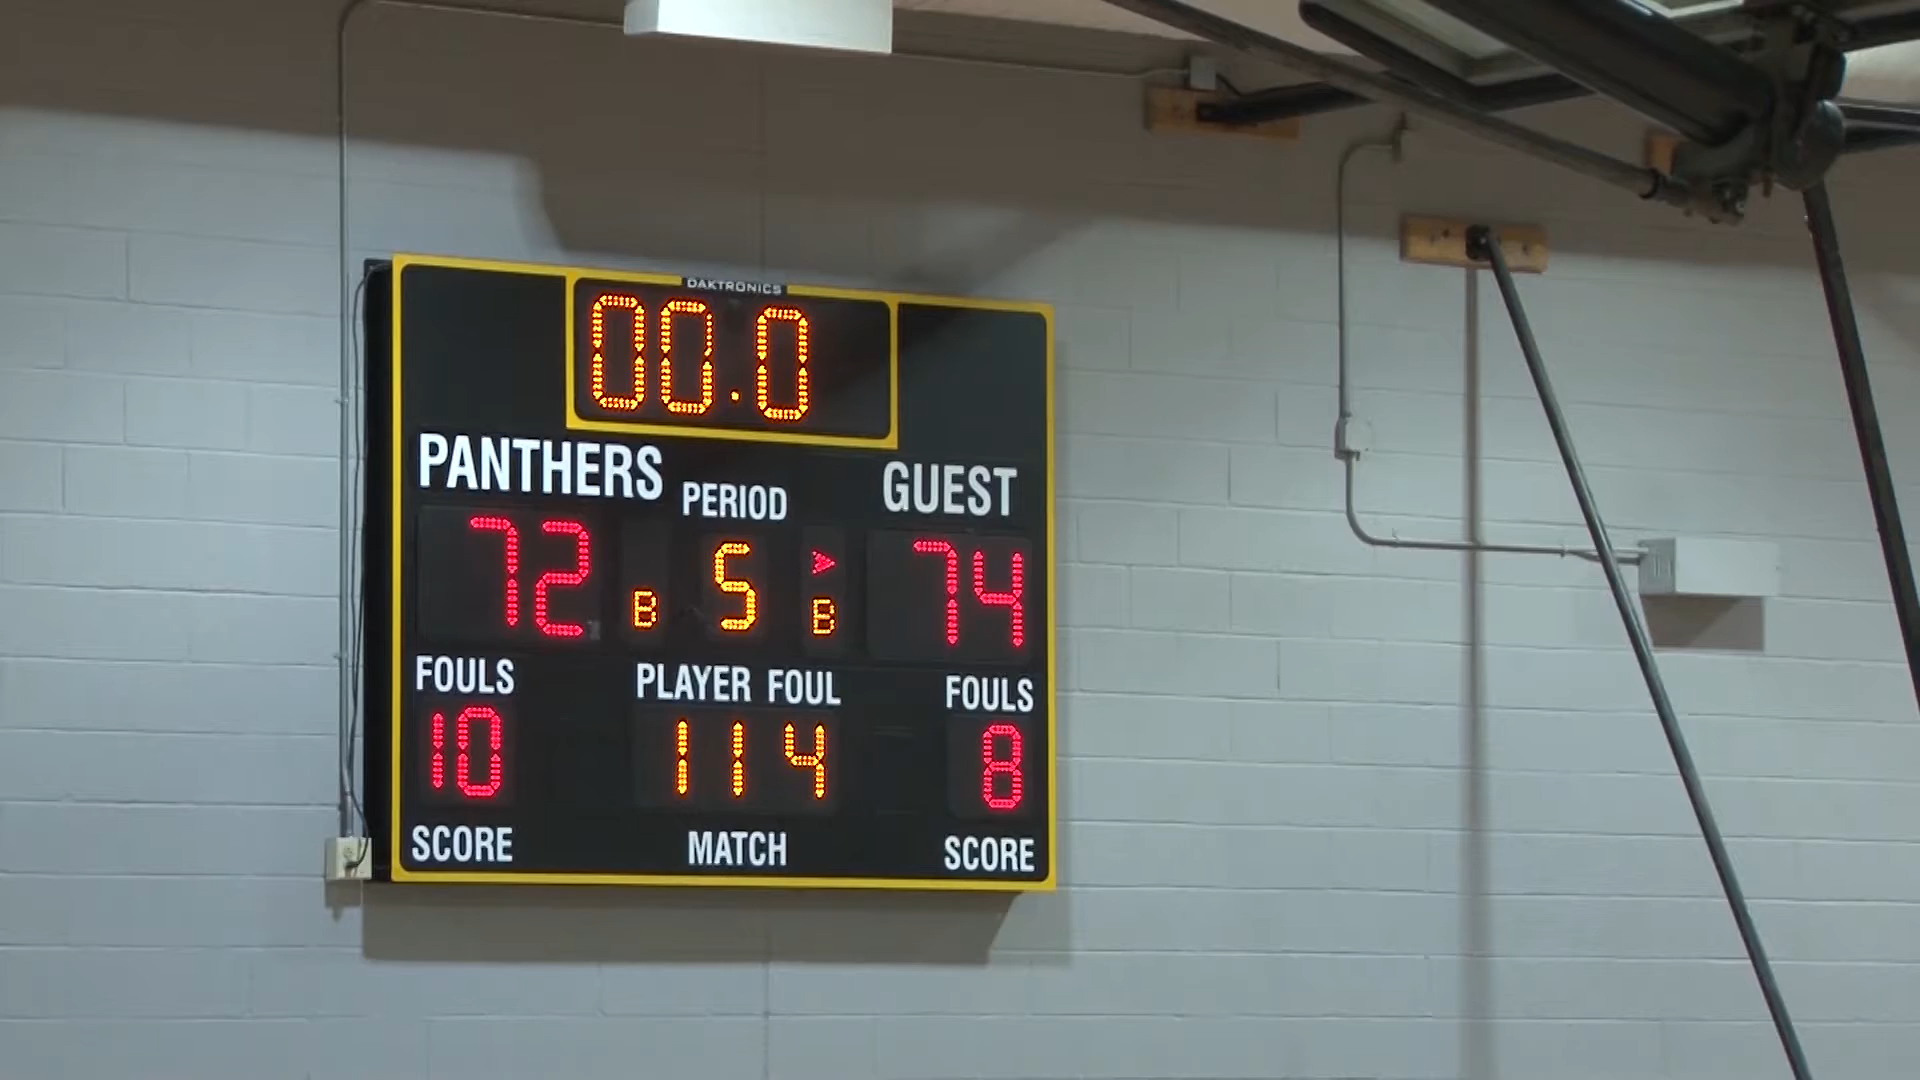 DAKTRONICS
00.0
PANTHERS PERIOD GUEST
72 B 5 B 74
FOULS PLAYER FOUL FOULS
10 11 4 8
SCORE MATCH SCORE